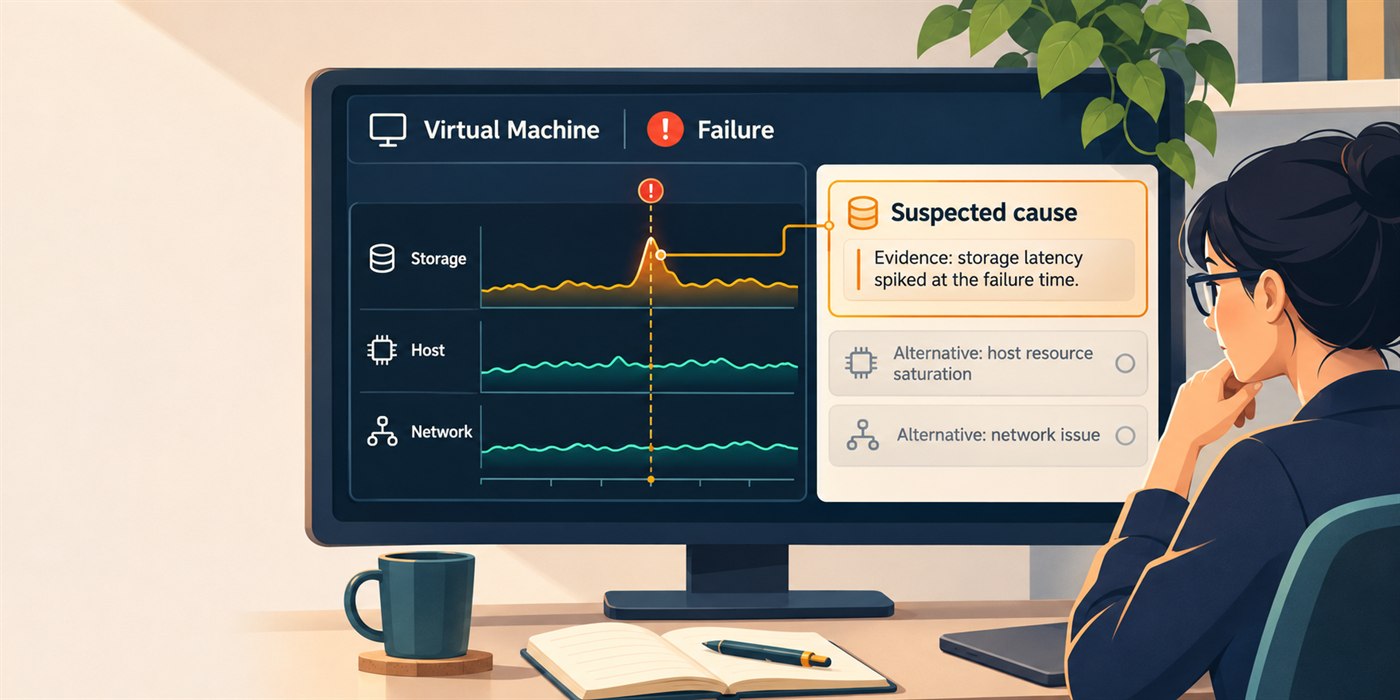 Virtual Machine
Failure
Storage
Host
Network
Suspected cause
Evidence: storage latency
spiked at the failure time.
Alternative: host resource
saturation
Alternative: network issue